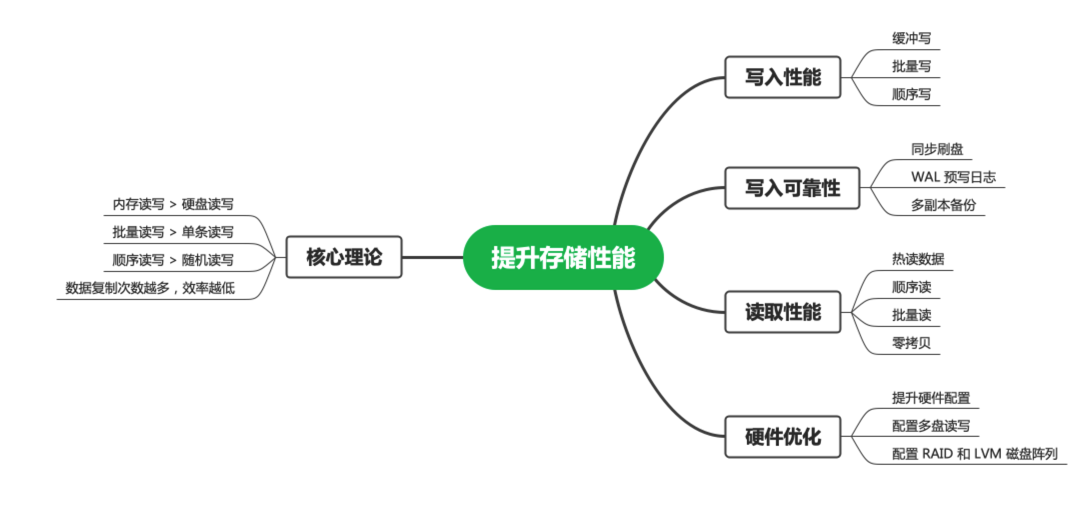 提升存储性能
核心理论
内存读写 > 硬盘读写
批量读写 > 单条读写
顺序读写 > 随机读写
数据复制次数越多，效率越低
写入性能
缓冲写
批量写
顺序写
写入可靠性
同步刷盘
WAL 预写日志
多副本备份
读取性能
热读数据
顺序读
批量读
零拷贝
硬件优化
提升硬件配置
配置多盘读写
配置 RAID 和 LVM 磁盘阵列